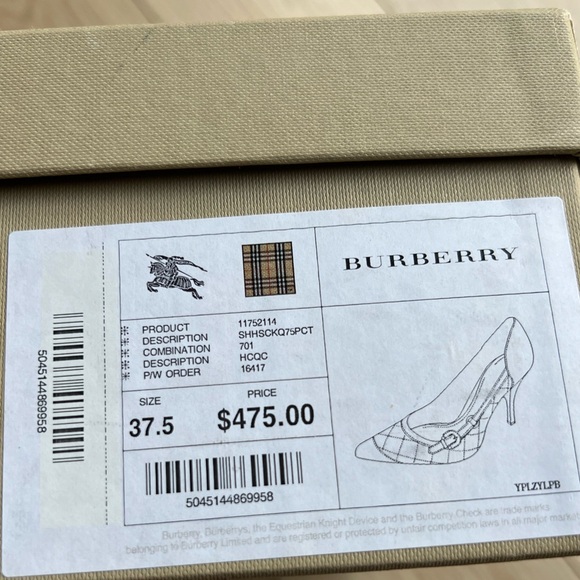 BURBERRY
PRODUCT 11752114
DESCRIPTION SHHSCKQ75PCT
COMBINATION 701
DESCRIPTION HCQC
P/W ORDER 16417
SIZE PRICE
37.5 $475.00
5045144869958
5045144869958
YPLZYLPB
Burberry, Burberrys, the Equestrian Knight Device and the Burberry Check are trade marks
belonging to Burberry Limited and are registered or protected by unfair competition laws in all major market